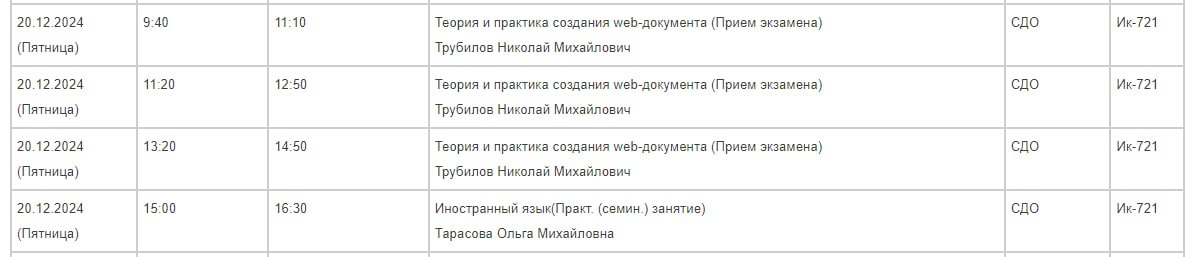 20.12.2024 9:40 11:10 Теория и практика создания web-документа (Прием экзамена) СДО Ик-721
(Пятница) Трубилов Николай Михайлович
20.12.2024 11:20 12:50 Теория и практика создания web-документа (Прием экзамена) СДО Ик-721
(Пятница) Трубилов Николай Михайлович
20.12.2024 13:20 14:50 Теория и практика создания web-документа (Прием экзамена) СДО Ик-721
(Пятница) Трубилов Николай Михайлович
20.12.2024 15:00 16:30 Иностранный язык(Практ. (семин.) занятие) СДО Ик-721
(Пятница) Тарасова Ольга Михайловна